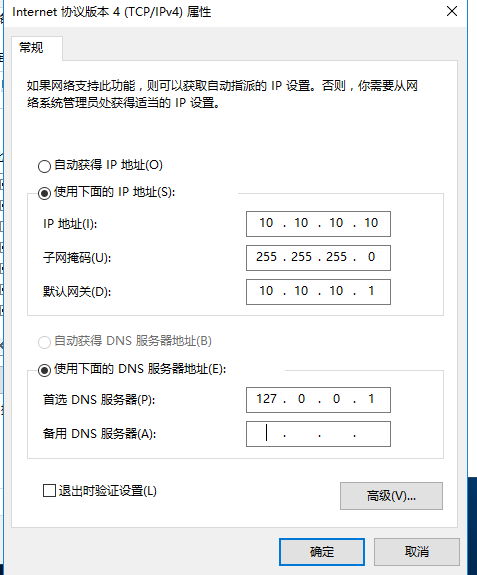 Internet 协议版本 4 (TCP/IPv4) 属性
常规
如果网络支持此功能，则可以获取自动指派的 IP 设置。否则，你需要从网
络系统管理员处获得适当的 IP 设置。
自动获得 IP 地址(O)
使用下面的 IP 地址(S):
IP 地址(I): 10 . 10 . 10 . 10
子网掩码(U): 255 . 255 . 255 . 0
默认网关(D): 10 . 10 . 10 . 1
自动获得 DNS 服务器地址(B)
使用下面的 DNS 服务器地址(E):
首选 DNS 服务器(P): 127 . 0 . 0 . 1
备用 DNS 服务器(A): . . .
退出时验证设置(L)
高级(V)...
确定 取消